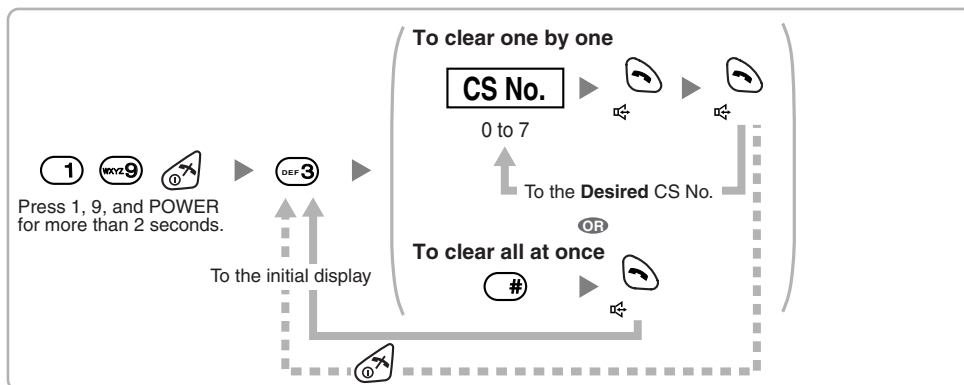 To clear one by one
CS No.
0 to 7
1) WXYZ 9 DEF 3
Press 1, 9, and POWER
for more than 2 seconds.
To the Desired CS No.
OR
To clear all at once
To the initial display
#